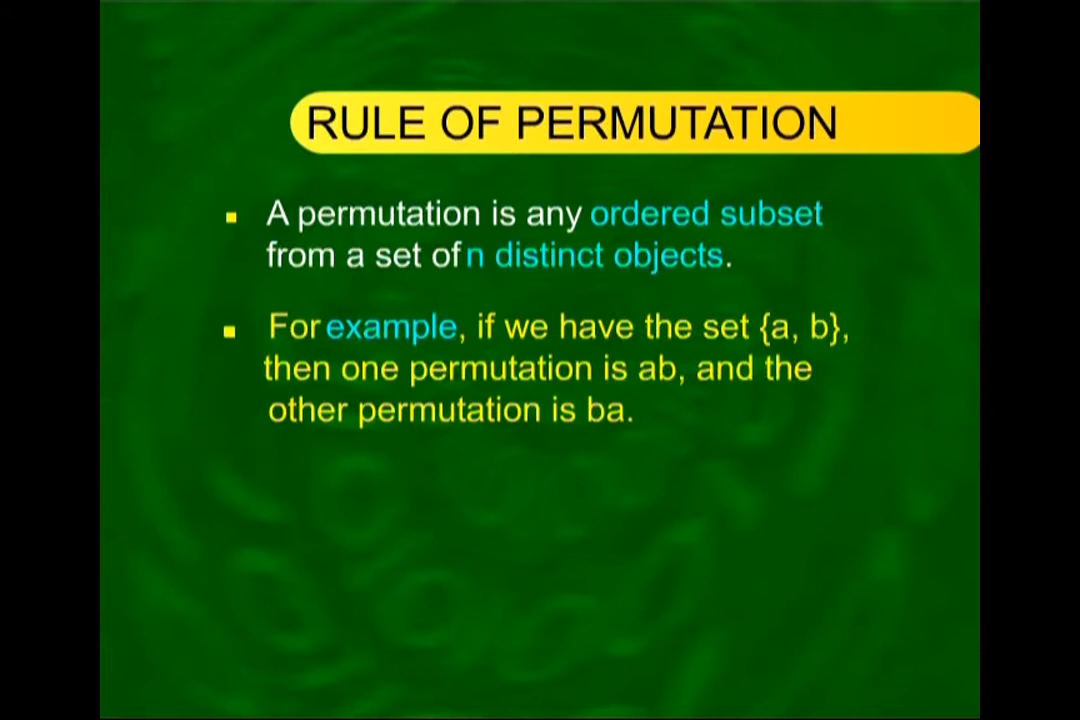 RULE OF PERMUTATION
▪ A permutation is any ordered subset
from a set of n distinct objects.
▪ For example, if we have the set {a, b},
then one permutation is ab, and the
other permutation is ba.